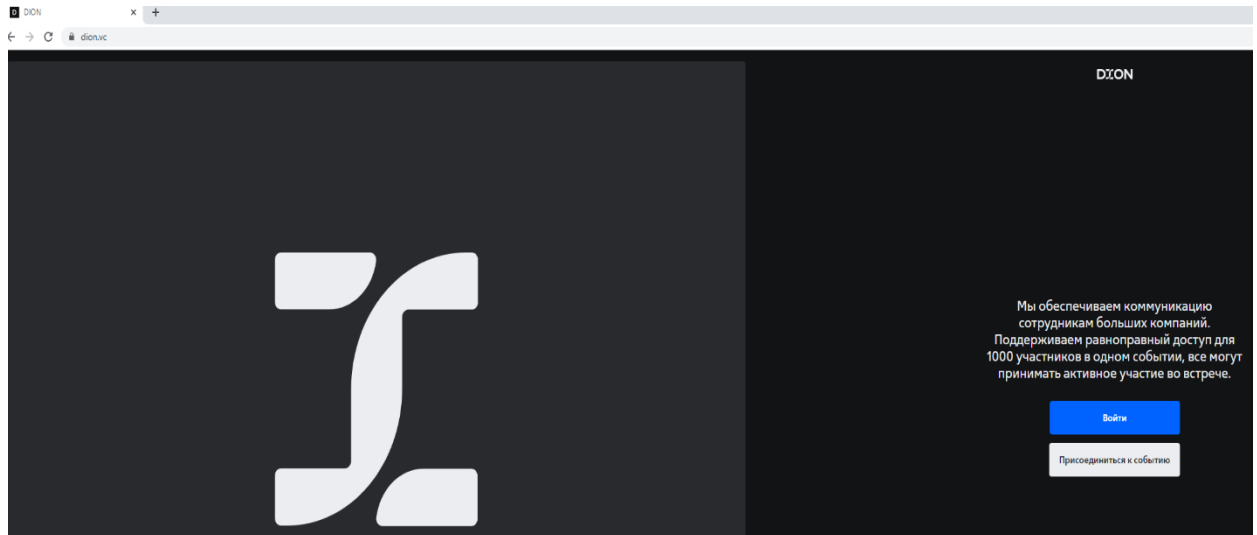 DION
dion.vc
DION
Мы обеспечиваем коммуникацию
сотрудникам больших компаний.
Поддерживаем равноправный доступ для
1000 участников в одном событии, все могут
принимать активное участие во встрече.
Войти
Присоединиться к событию